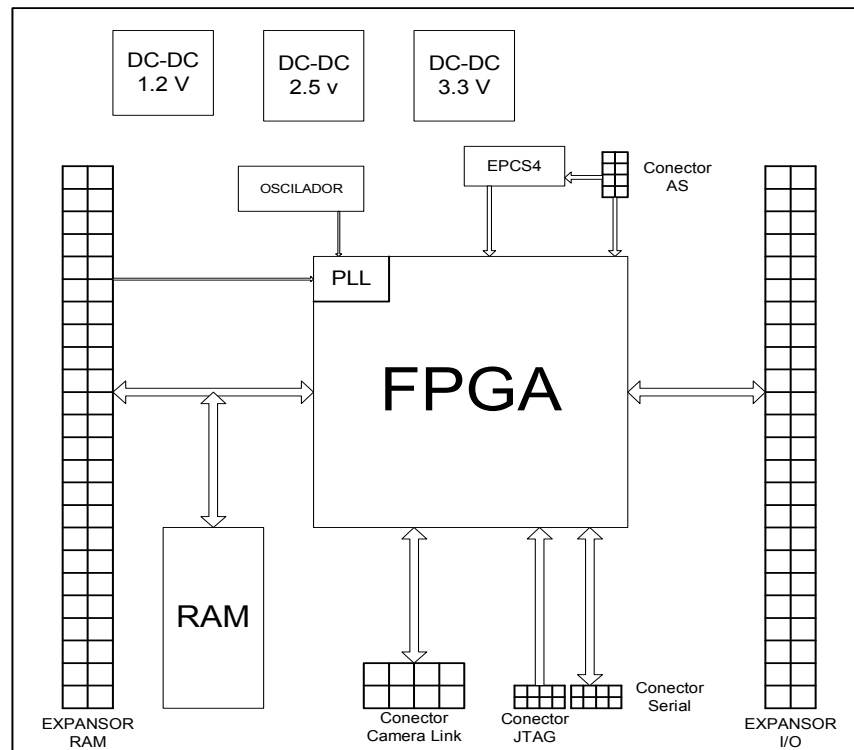 DC-DC
1.2 V
DC-DC
2.5 v
DC-DC
3.3 V
EPCS4
Conector
AS
OSCILADOR
PLL
FPGA
RAM
EXPANSOR
RAM
Conector
Camera Link
Conector
JTAG
Conector
Serial
EXPANSOR
I/O